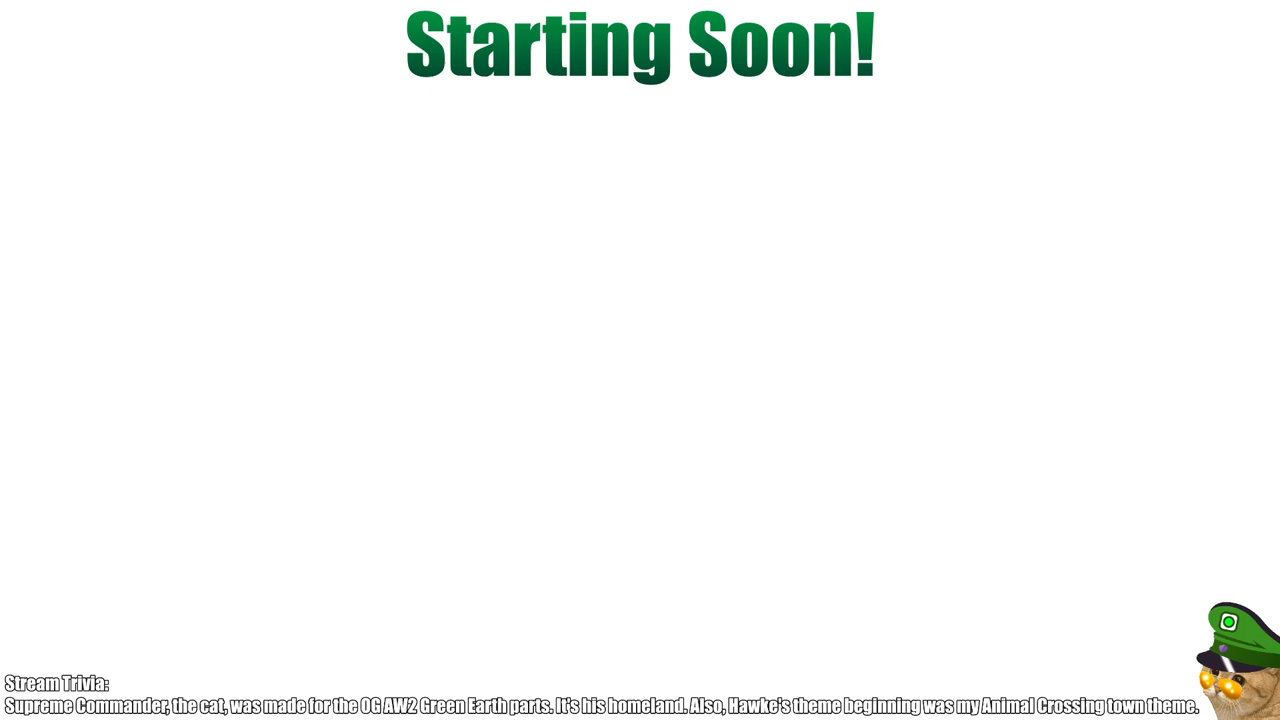 Starting Soon!
Stream Trivia:
Supreme Commander, the cat, was made for the OG AW2 Green Earth parts. It's his homeland. Also, Hawke's theme beginning was my Animal Crossing town theme.